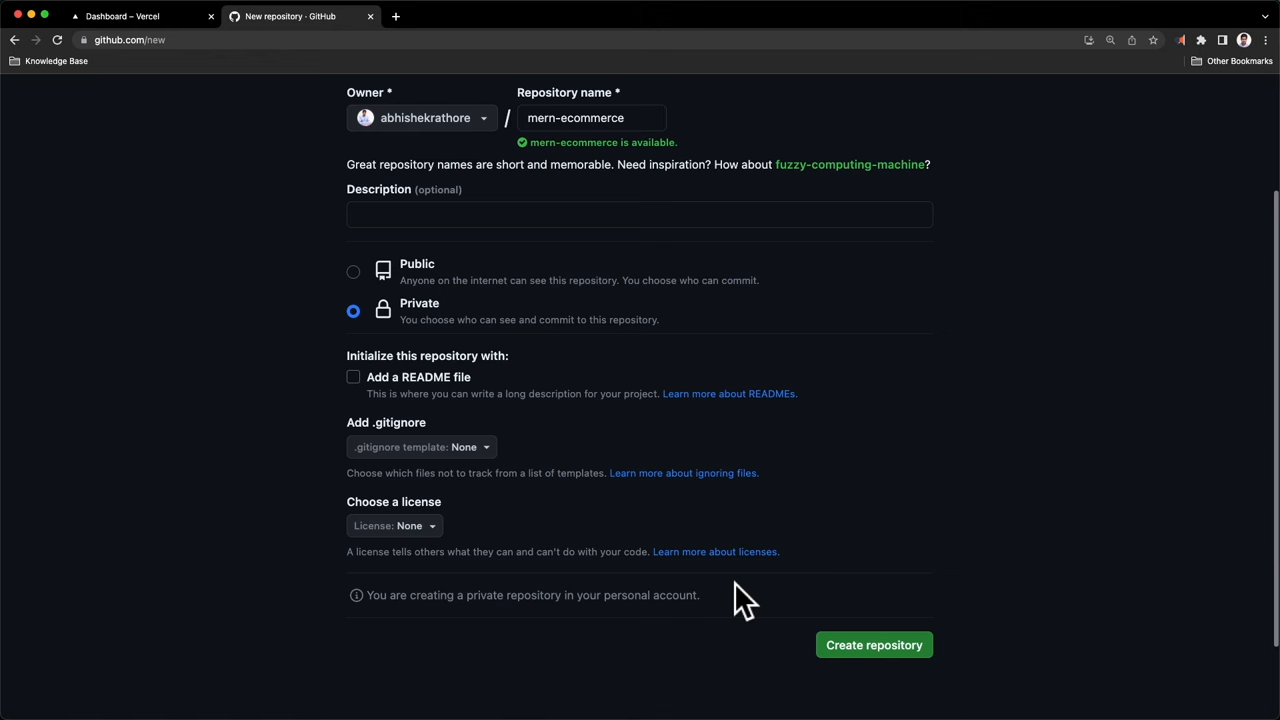 Dashboard – Vercel
New repository · GitHub
github.com/new
Knowledge Base
Other Bookmarks
Owner *
Repository name *
abhishekrathore
/
mern-ecommerce
mern-ecommerce is available.
Great repository names are short and memorable. Need inspiration? How about fuzzy-computing-machine?
Description (optional)
Public
Anyone on the internet can see this repository. You choose who can commit.
Private
You choose who can see and commit to this repository.
Initialize this repository with:
Add a README file
This is where you can write a long description for your project. Learn more about READMEs.
Add .gitignore
.gitignore template: None
Choose which files not to track from a list of templates. Learn more about ignoring files.
Choose a license
License: None
A license tells others what they can and can't do with your code. Learn more about licenses.
You are creating a private repository in your personal account.
Create repository